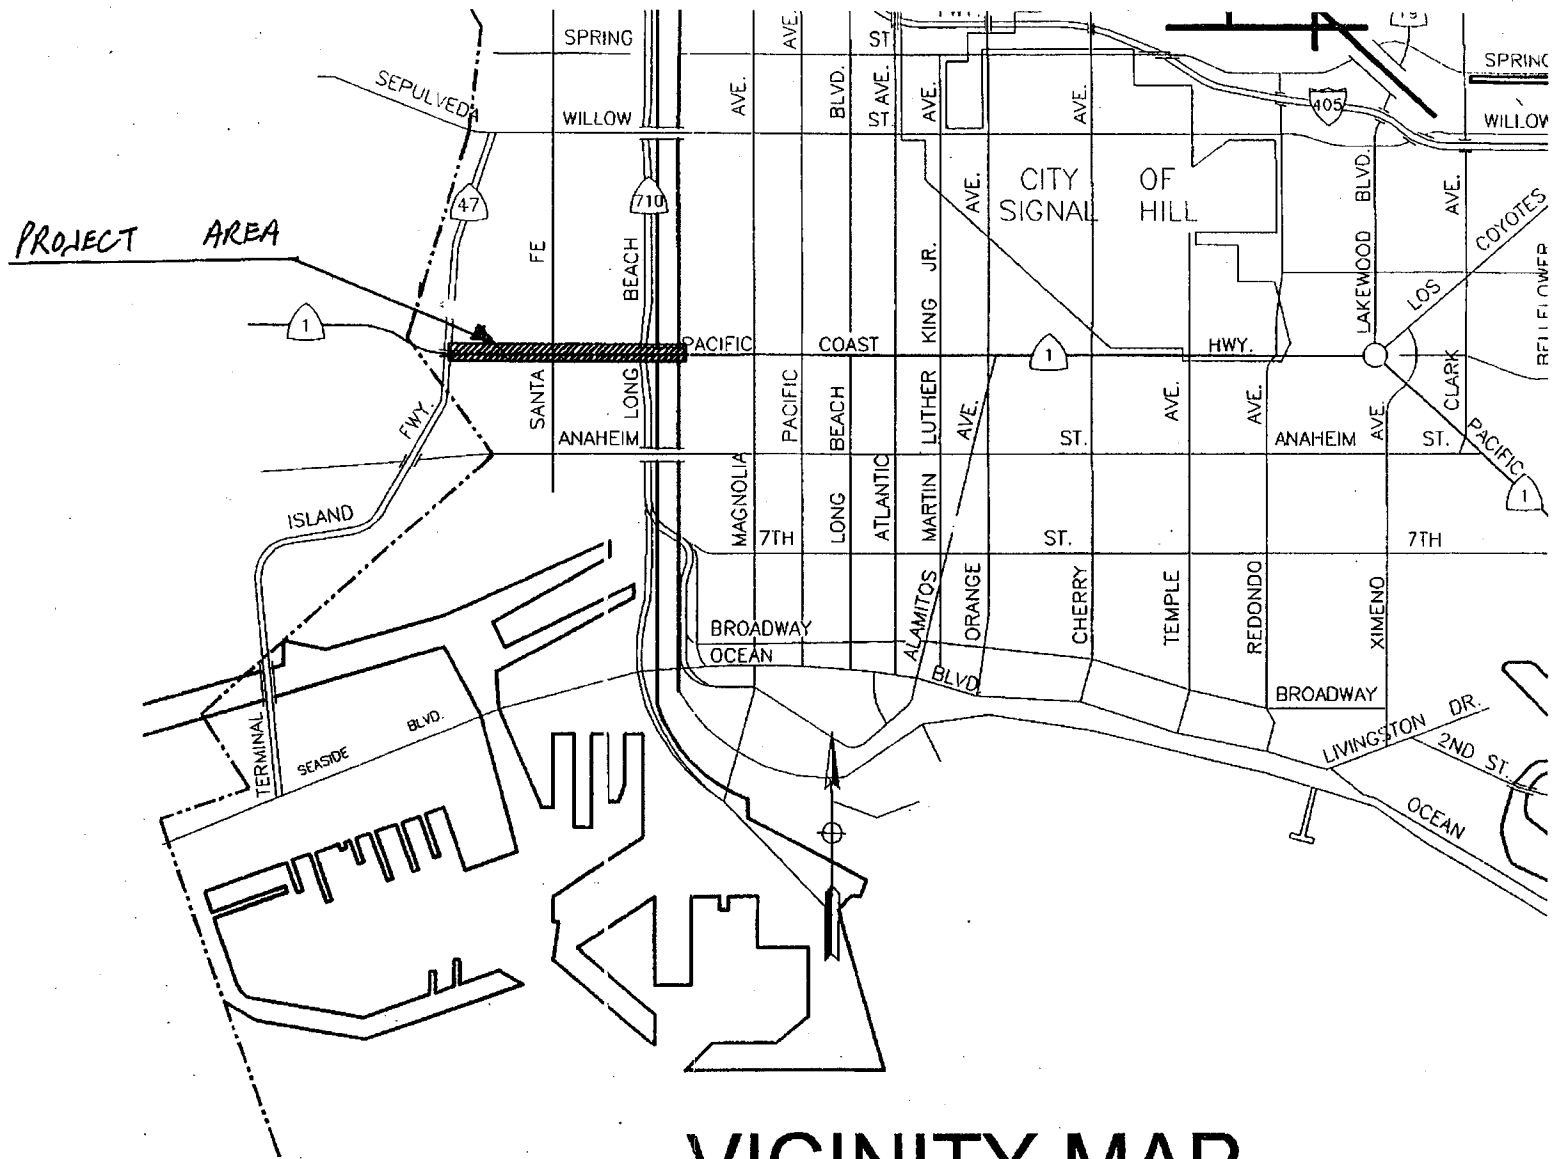 SPRING
AVE.
ST.
SPRING
SEPULVEDA
AVE.
BLVD.
AVE.
AVE.
AVE.
405
WILLOW
ST.
WILLOW
47
710
AVE.
CITY OF
SIGNAL HILL
BLVD.
AVE.
COYOTES
PROJECT AREA
FE
BEACH
JR.
LAKEWOOD
LOS
BELLFLOWER
1
KING
PACIFIC COAST
1
HWY.
SANTA
LONG
PACIFIC
BEACH
LUTHER
AVE.
AVE.
AVE.
AVE.
CLARK
FWY.
ANAHEIM
ST.
ANAHEIM
ST.
PACIFIC
1
ISLAND
MAGNOLIA
7TH
LONG
ATLANTIC
MARTIN
ST.
7TH
ALAMITOS
ORANGE
CHERRY
TEMPLE
REDONDO
XIMENO
BROADWAY
OCEAN
BLVD.
BROADWAY
TERMINAL
SEASIDE
BLVD.
LIVINGSTON DR.
2ND ST.
OCEAN
VICINITY MAP